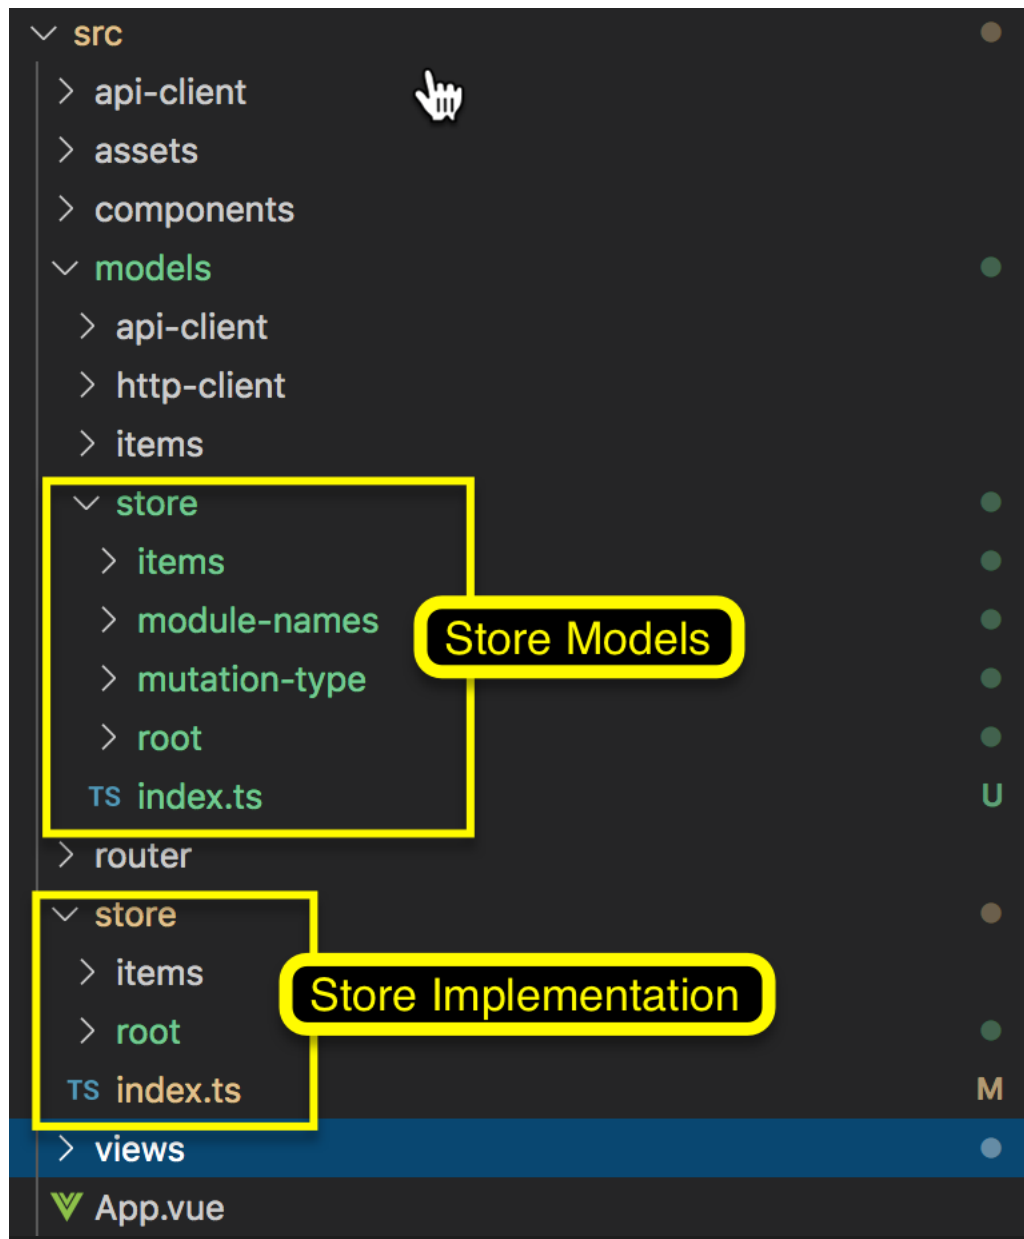 src
api-client
assets
components
models
api-client
http-client
items
store
items
module-names
Store Models
mutation-type
root
TS index.ts U
router
store
items
Store Implementation
root
TS index.ts M
views
App.vue